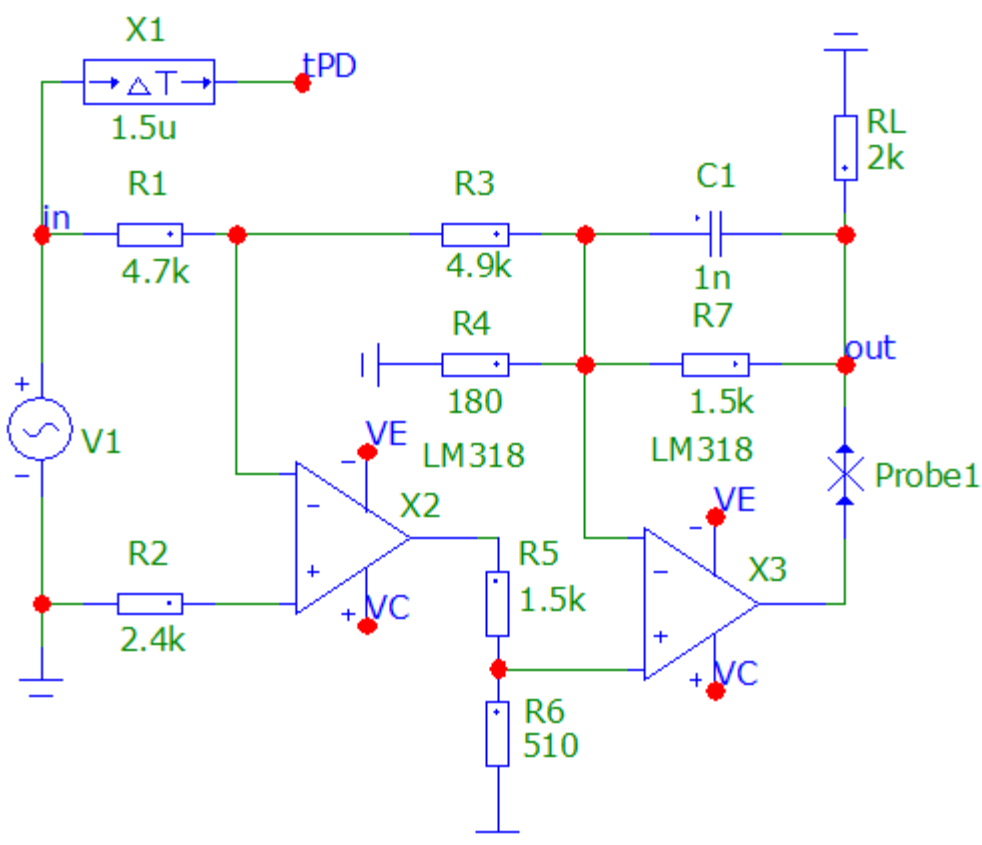 X1
tPD
△T
1.5u
RL
2k
R1
R3
C1
in
4.7k
4.9k
1n
R4
R7
out
180
1.5k
V1
VE
LM318
LM318
Probe1
X2
VE
R2
R5
X3
2.4k
VC
1.5k
VC
R6
510